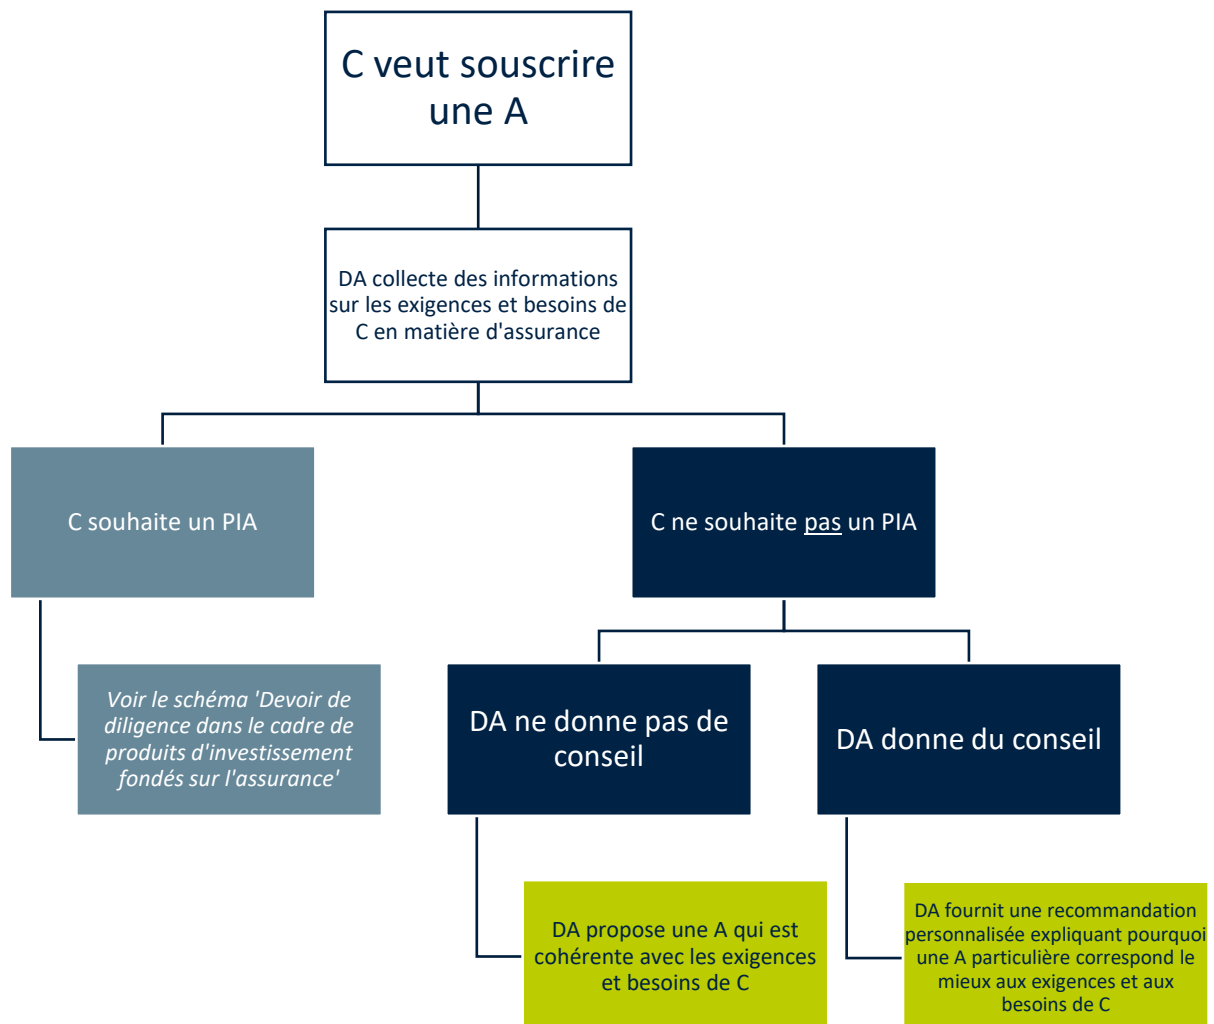 C veut souscrire
une A
DA collecte des informations
sur les exigences et besoins de
C en matière d'assurance
C souhaite un PIA
C ne souhaite pas un PIA
Voir le schéma 'Devoir de
diligence dans le cadre de
produits d'investissement
fondés sur l'assurance'
DA ne donne pas de
conseil
DA donne du conseil
DA propose une A qui est
cohérente avec les exigences
et besoins de C
DA fournit une recommandation
personnalisée expliquant pourquoi
une A particulière correspond le
mieux aux exigences et aux
besoins de C